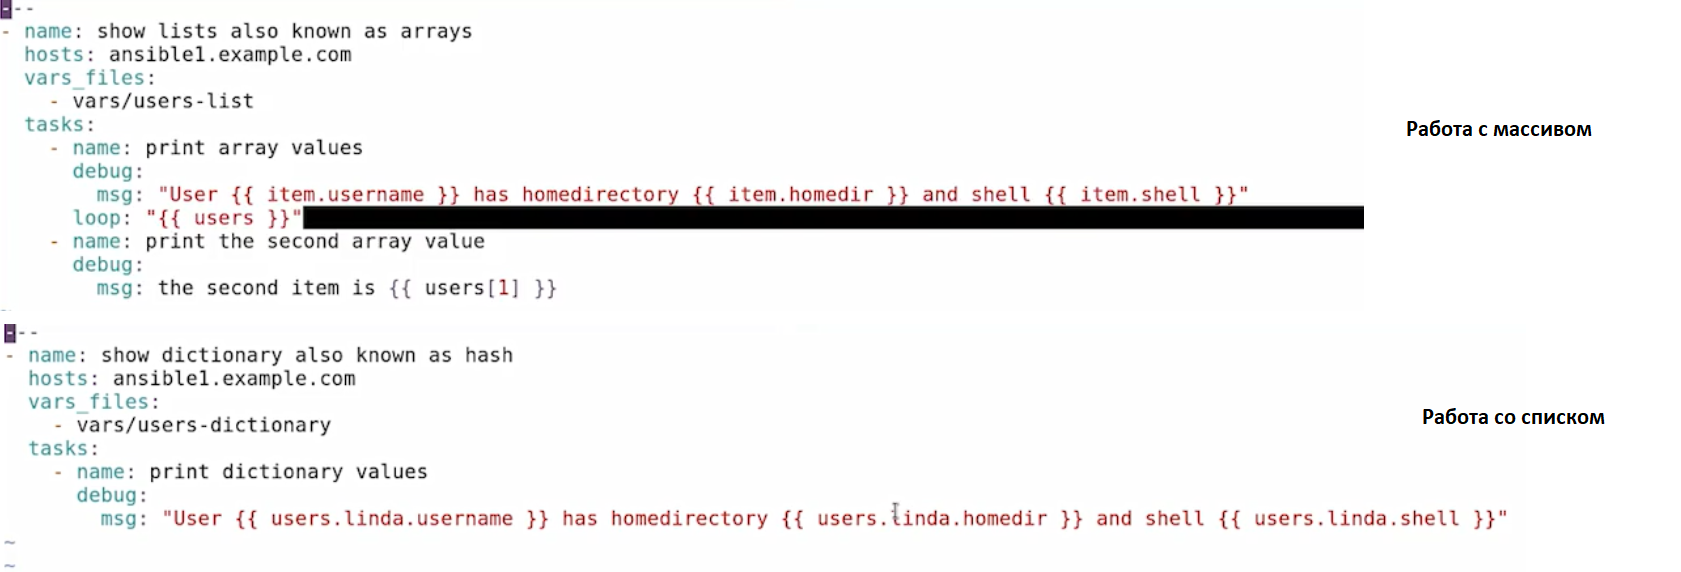 ---
- name: show lists also known as arrays
  hosts: ansible1.example.com
  vars_files:
    - vars/users-list
  tasks:
    - name: print array values
      debug:
        msg: "User {{ item.username }} has homedirectory {{ item.homedir }} and shell {{ item.shell }}"
      loop: "{{ users }}"
    - name: print the second array value
      debug:
        msg: the second item is {{ users[1] }}
Работа с массивом
---
- name: show dictionary also known as hash
  hosts: ansible1.example.com
  vars_files:
    - vars/users-dictionary
  tasks:
    - name: print dictionary values
      debug:
        msg: "User {{ users.linda.username }} has homedirectory {{ users.linda.homedir }} and shell {{ users.linda.shell }}"
~
~
Работа со списком